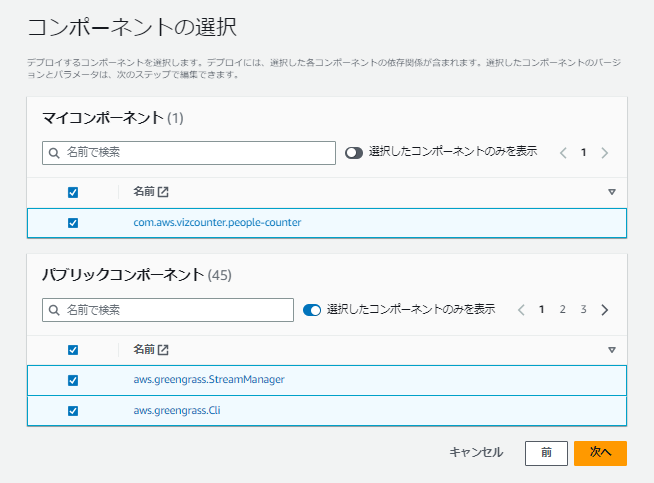 コンポーネントの選択
デプロイするコンポーネントを選択します。デプロイには、選択した各コンポーネントの依存関係が含まれます。選択したコンポーネントのバージ
ョンとパラメータは、次のステップで編集できます。
マイコンポーネント (1)
名前で検索
選択したコンポーネントのみを表示
1
名前
com.aws.vizcounter.people-counter
パブリックコンポーネント (45)
名前で検索
選択したコンポーネントのみを表示
1 2 3
名前
aws.greengrass.StreamManager
aws.greengrass.Cli
キャンセル 前 次へ